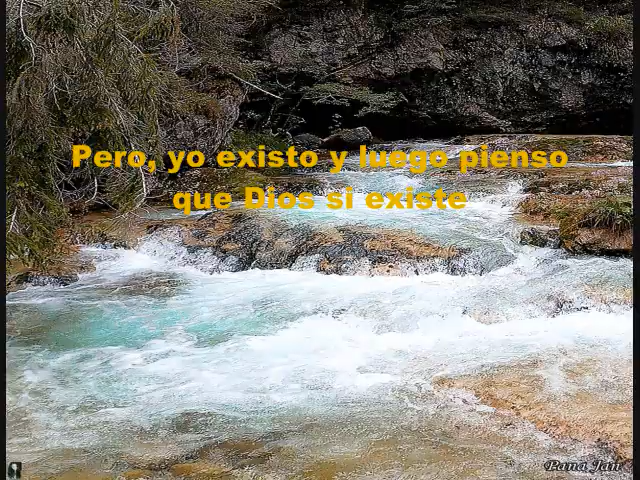 Pero, yo existo y luego pienso
que Dios si existe
Pana Jan